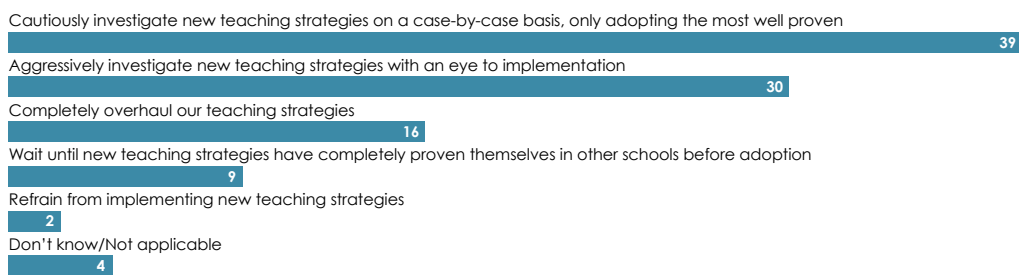 Cautiously investigate new teaching strategies on a case-by-case basis, only adopting the most well proven
39
Aggressively investigate new teaching strategies with an eye to implementation
30
Completely overhaul our teaching strategies
16
Wait until new teaching strategies have completely proven themselves in other schools before adoption
9
Refrain from implementing new teaching strategies
2
Don’t know/Not applicable
4